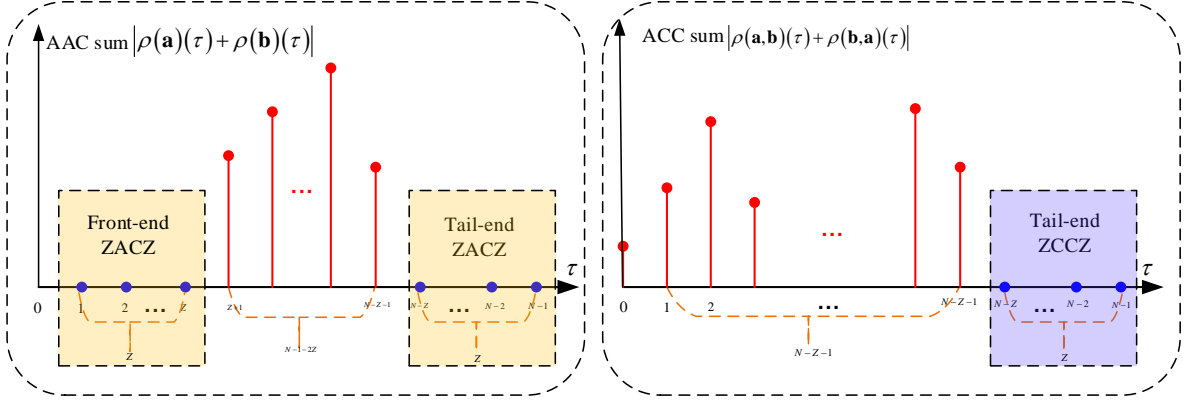 AAC sum |ρ(a)(τ) + ρ(b)(τ)|
...
Front-end
ZACZ
Tail-end
ZACZ
τ
0 1 2 ... Z Z+1 N-Z-1 N-Z ... N-2 N-1
Z N-1-2Z Z
ACC sum |ρ(a,b)(τ) + ρ(b,a)(τ)|
...
Tail-end
ZCCZ
τ
0 1 2 ... N-Z-1 N-Z ... N-2 N-1
N-Z-1 Z